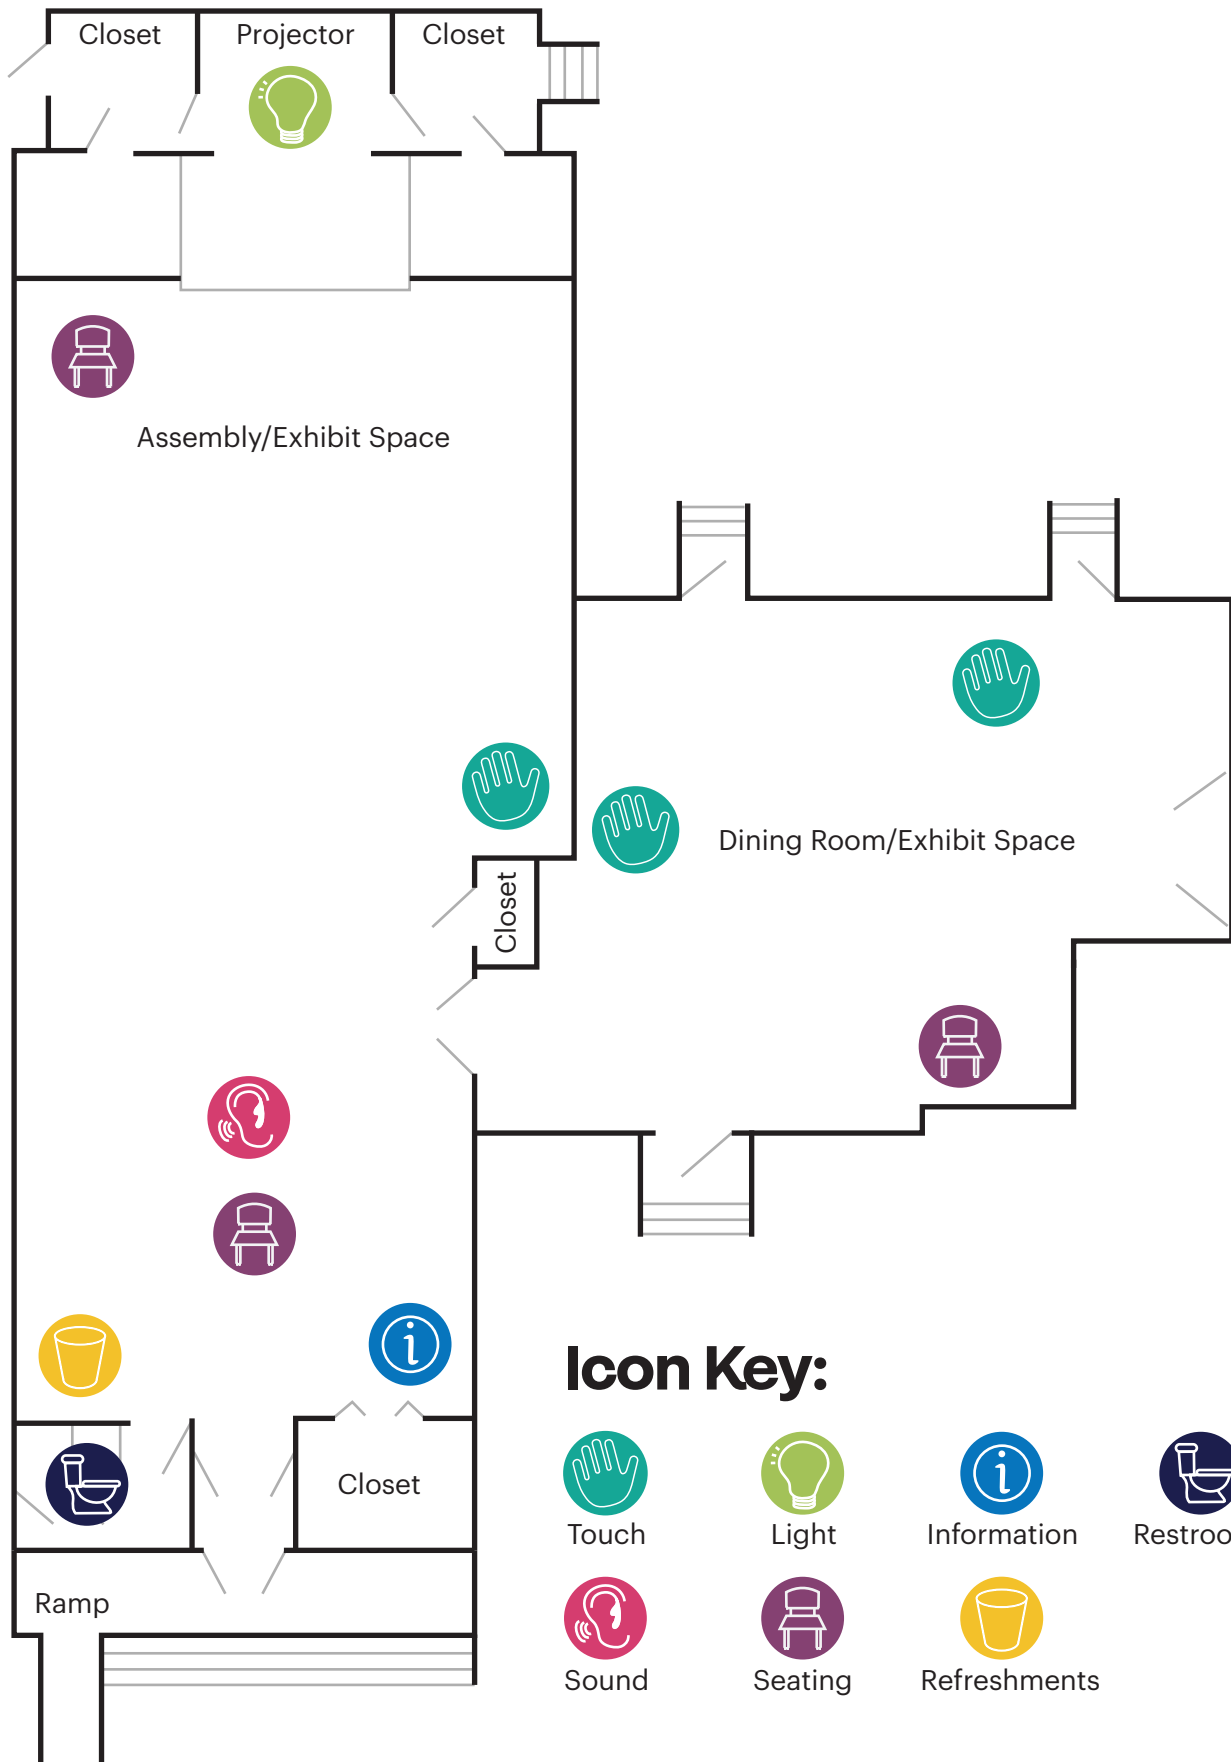 Closet
Projector
Closet
Assembly/Exhibit Space
Dining Room/Exhibit Space
Closet
Icon Key:
Closet
Touch
Light
Information
Ramp
Sound
Seating
Refreshments